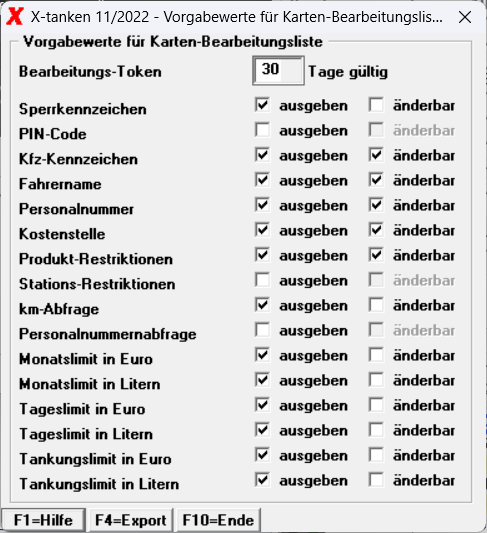 X-tanken 11/2022 - Vorgabewerte für Karten-Bearbeitungslis...
Vorgabewerte für Karten-Bearbeitungsliste
Bearbeitungs-Token 30 Tage gültig
Sperrkennzeichen ausgeben änderbar
PIN-Code ausgeben änderbar
Kfz-Kennzeichen ausgeben änderbar
Fahrername ausgeben änderbar
Personalnummer ausgeben änderbar
Kostenstelle ausgeben änderbar
Produkt-Restriktionen ausgeben änderbar
Stations-Restriktionen ausgeben änderbar
km-Abfrage ausgeben änderbar
Personalnummernabfrage ausgeben änderbar
Monatslimit in Euro ausgeben änderbar
Monatslimit in Litern ausgeben änderbar
Tageslimit in Euro ausgeben änderbar
Tageslimit in Litern ausgeben änderbar
Tankungslimit in Euro ausgeben änderbar
Tankungslimit in Litern ausgeben änderbar
F1=Hilfe F4=Export F10=Ende